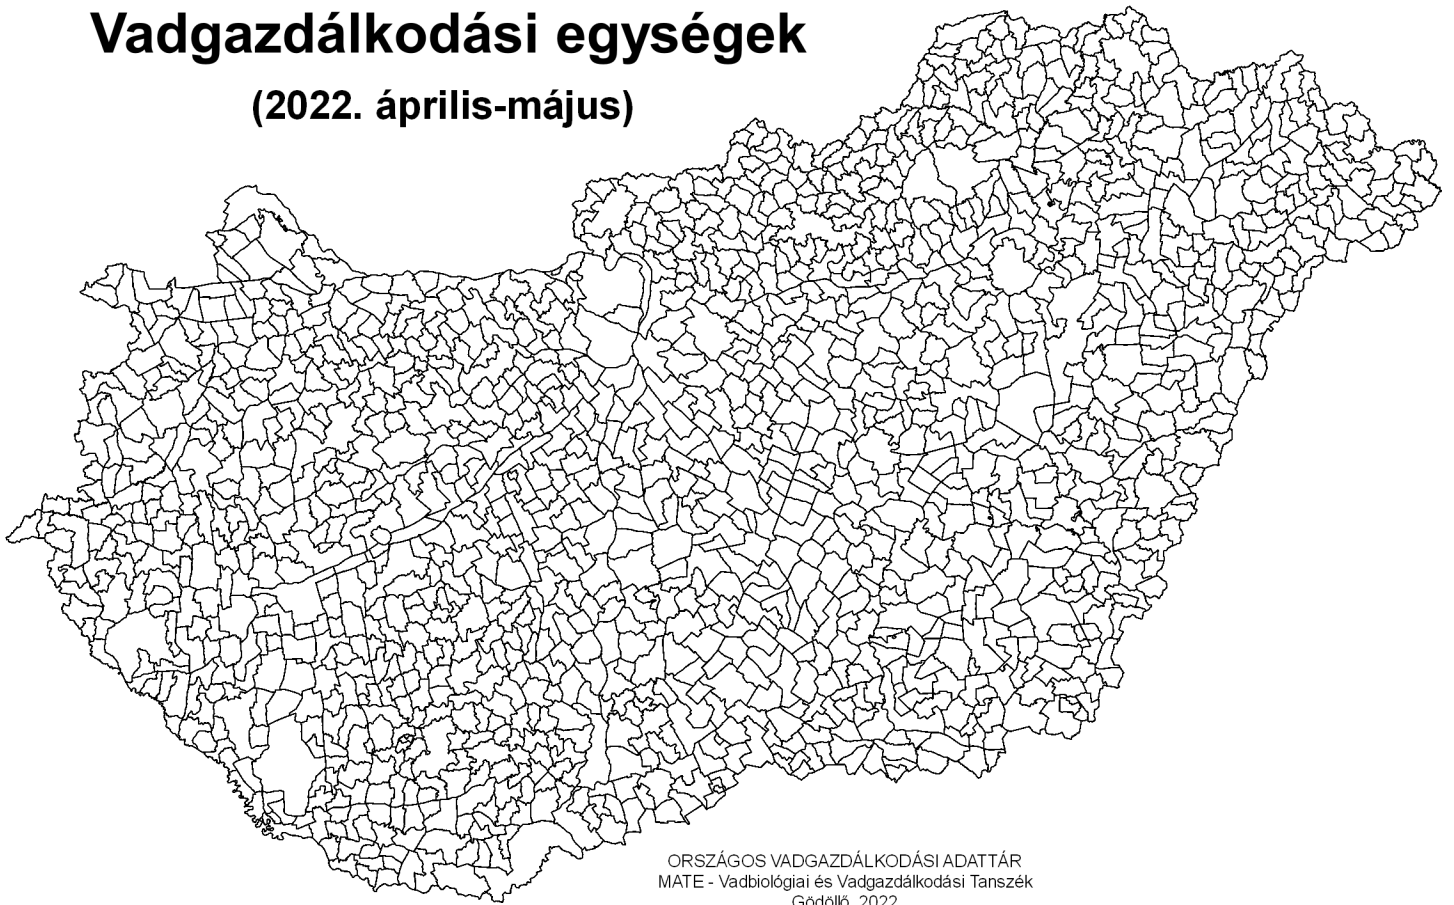 Vadgazdálkodási egységek
(2022. április-május)
ORSZÁGOS VADGAZDÁLKODÁSI ADATTÁR
MATE - Vadbiológiai és Vadgazdálkodási Tanszék
Gödöllő, 2022